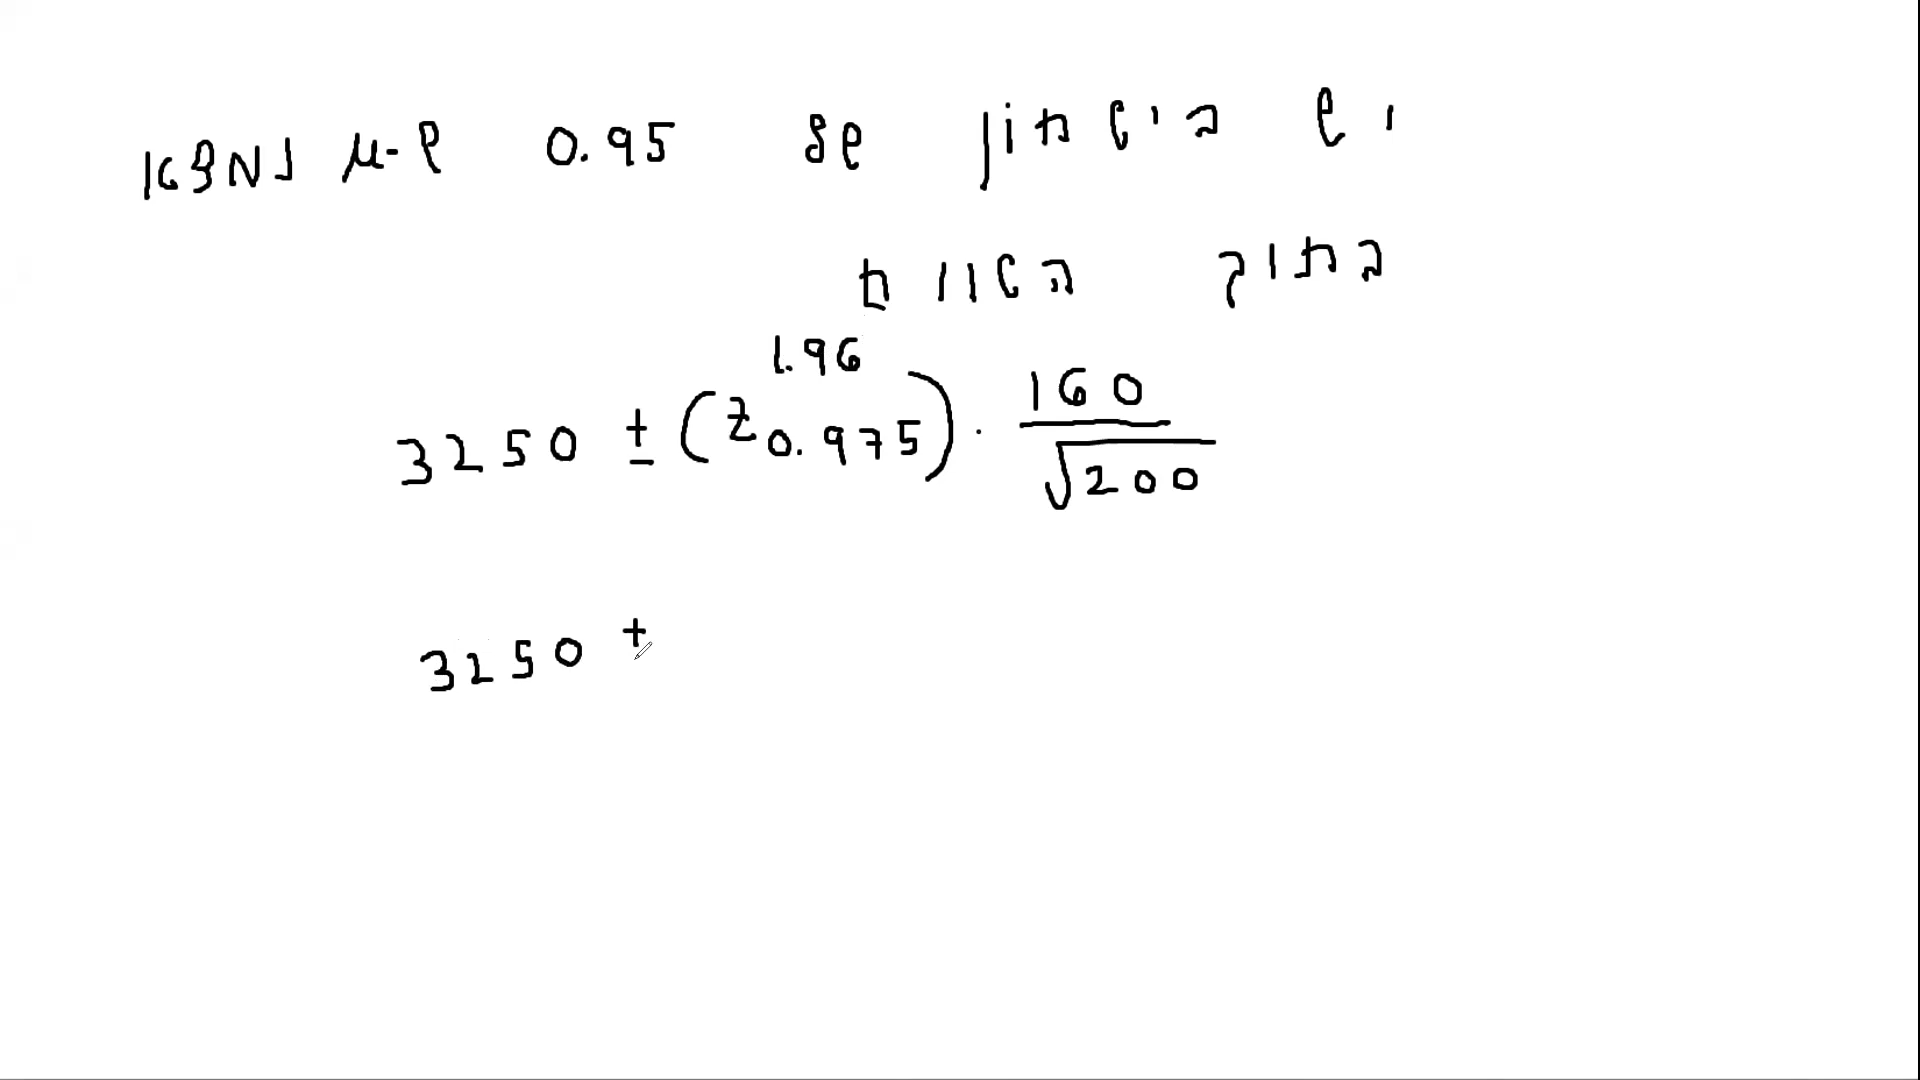 יש ביטחון של 0.95 ש-μ נמצא
בתוך הטווח
1.96
3250 ± (Z0.975) · 160/√200
3250 +